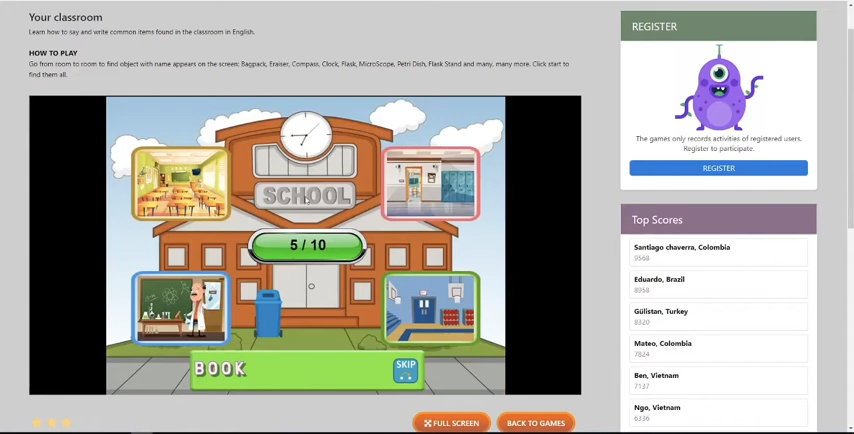 Your classroom
Learn how to say and write common items found in the classroom in English.
HOW TO PLAY
Go from room to room to find object with name appears on the screen: Bagpack, Eraiser, Compass, Clock, Flask, MicroScope, Petri Dish, Flask Stand and many, many more. Click start to
find them all.
SCHOOL
5 / 10
BOOK
SKIP
FULL SCREEN
BACK TO GAMES
REGISTER
The games only records activities of registered users.
Register to participate.
REGISTER
Top Scores
Santiago chaverra, Colombia
9568
Eduardo, Brazil
8958
Gülistan, Turkey
8320
Mateo, Colombia
7824
Ben, Vietnam
7137
Ngo, Vietnam
6336